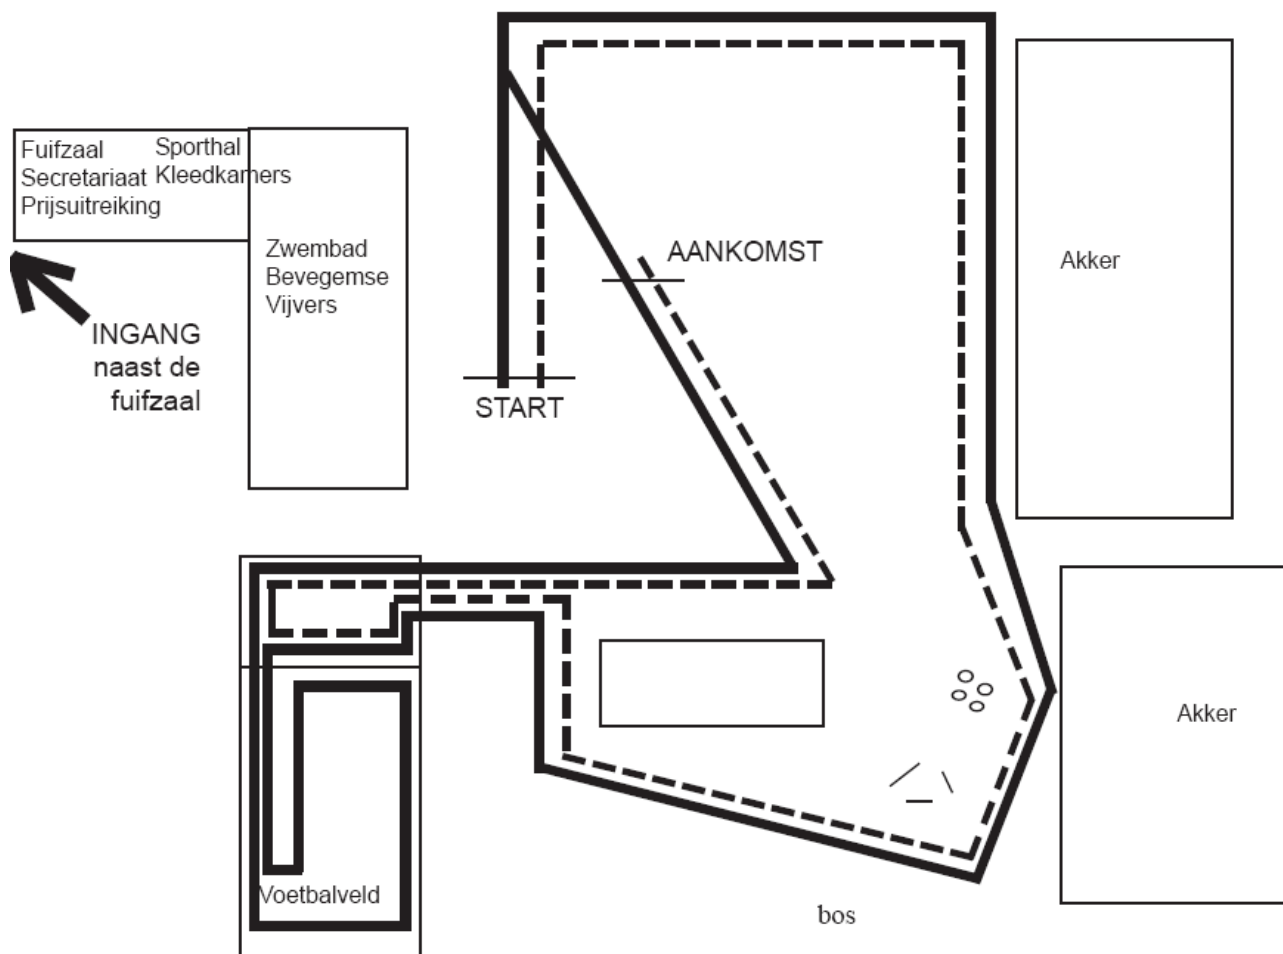 Fuifzaal
Secretariaat
Prijsuitreiking
Sporthal
Kleedkamers
Zwembad
Bevegemse
Vijvers
INGANG
naast de
fuifzaal
AANKOMST
START
Akker
Akker
Voetbalveld
bos